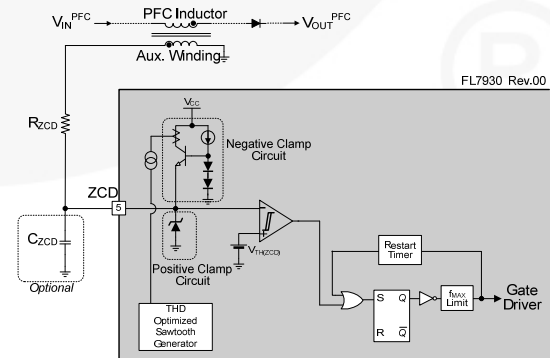 PFC Inductor
V_IN^PFC
V_OUT^PFC
Aux. Winding
FL7930 Rev.00
R_ZCD
V_CC
Negative Clamp
Circuit
ZCD
5
C_ZCD
Optional
V_TH(ZCD)
Positive Clamp
Circuit
Restart
Timer
THD
Optimized
Sawtooth
Generator
S Q
R Q̅
f_MAX
Limit
Gate
Driver